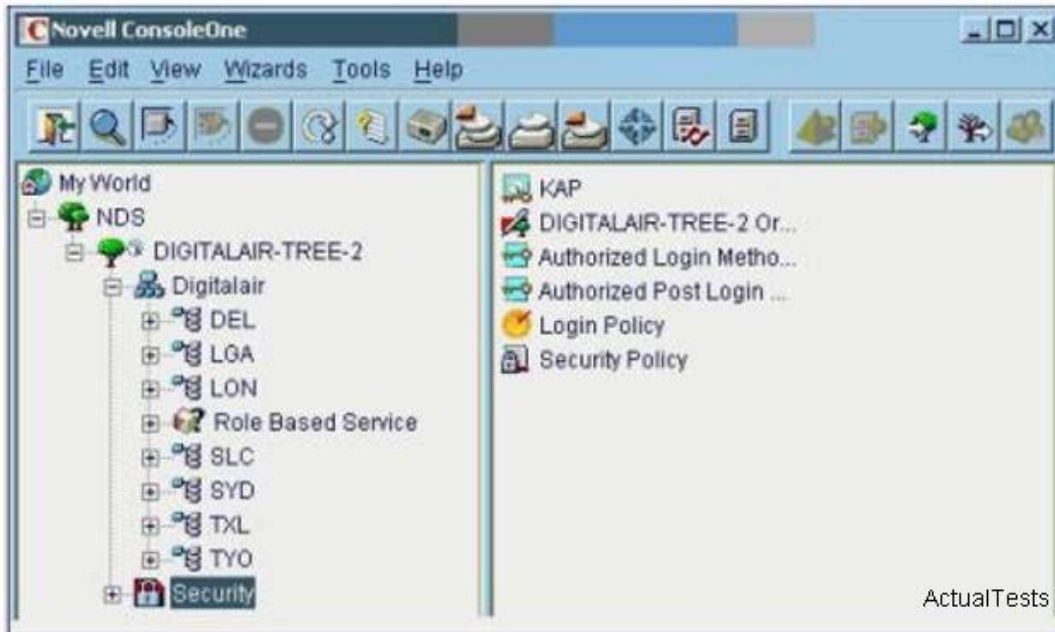 Novell ConsoleOne
File Edit View Wizards Tools Help
My World
NDS
DIGITALAIR-TREE-2
Digitalair
DEL
LGA
LON
Role Based Service
SLC
SYD
TXL
TYO
Security
KAP
DIGITALAIR-TREE-2 Or...
Authorized Login Metho...
Authorized Post Login ...
Login Policy
Security Policy
ActualTests